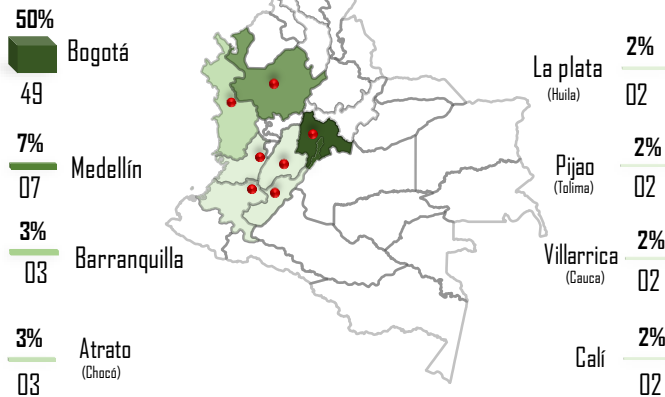 50%
Bogotá
49
7%
Medellín
07
3%
Barranquilla
03
3%
Atrato
(Chocó)
03
2%
La plata
(Huila)
02
2%
Pijao
(Tolima)
02
2%
Villarrica
(Cauca)
02
2%
Calí
02